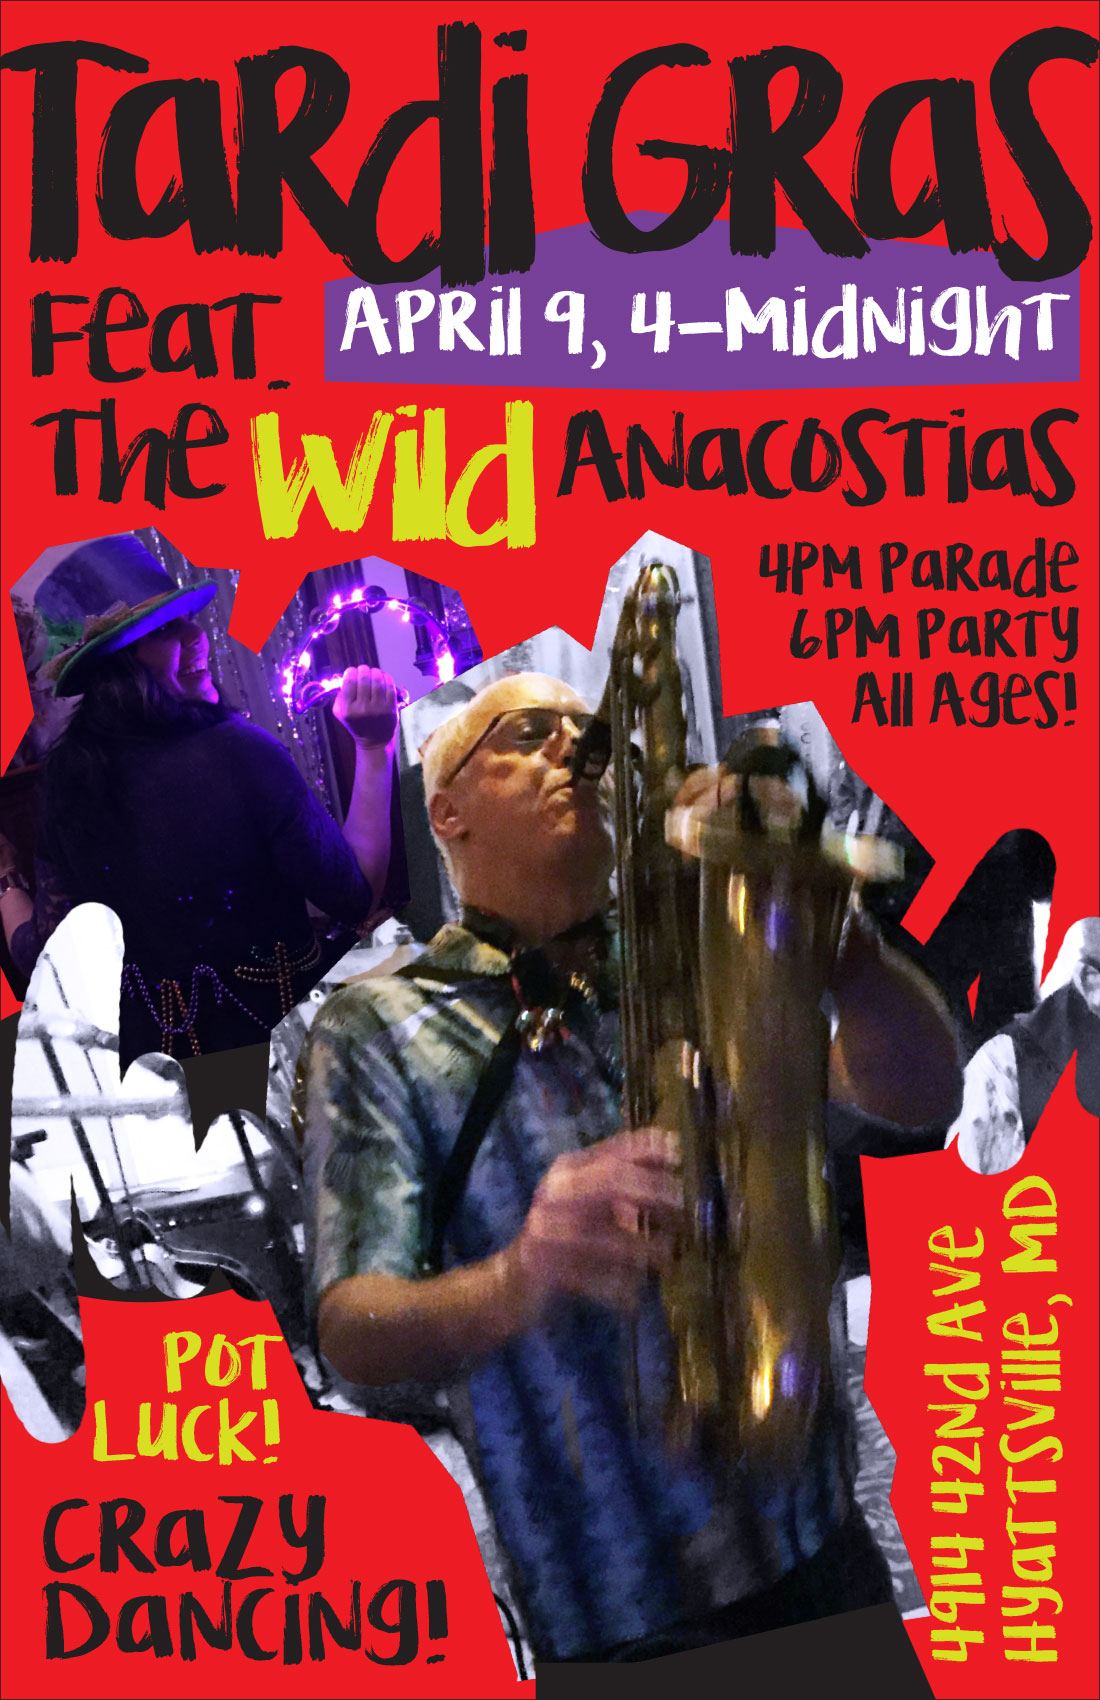 Tardi Gras
April 9, 4–Midnight
Feat.
The Wild Anacostias
4PM Parade
6PM Party
All Ages!
Pot
Luck!
Crazy
Dancing!
4914 42nd Ave
Hyattsville, MD